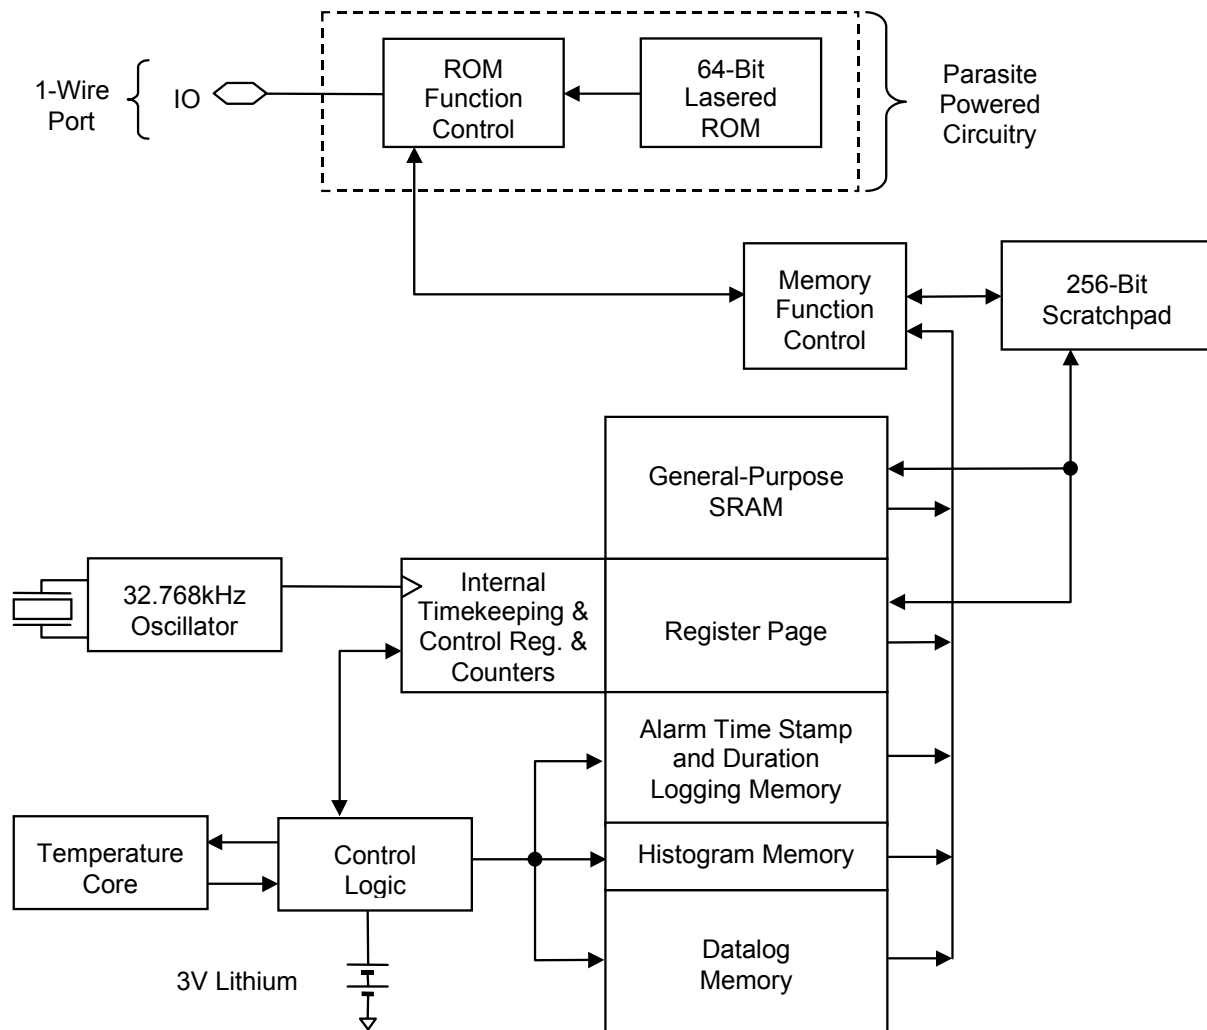 1-Wire
Port
IO
ROM
Function
Control
64-Bit
Lasered
ROM
Parasite
Powered
Circuitry
Memory
Function
Control
256-Bit
Scratchpad
General-Purpose
SRAM
32.768kHz
Oscillator
Internal
Timekeeping &
Control Reg. &
Counters
Register Page
Alarm Time Stamp
and Duration
Logging Memory
Temperature
Core
Control
Logic
Histogram Memory
Datalog
Memory
3V Lithium